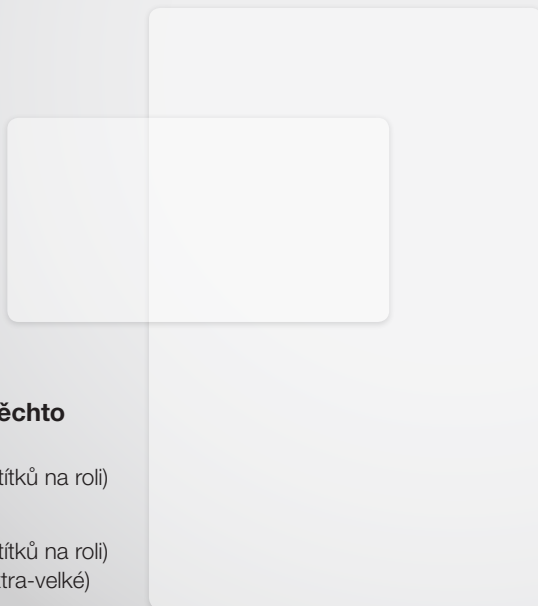 ěchto
títků na roli)
títků na roli)
tra-velké)